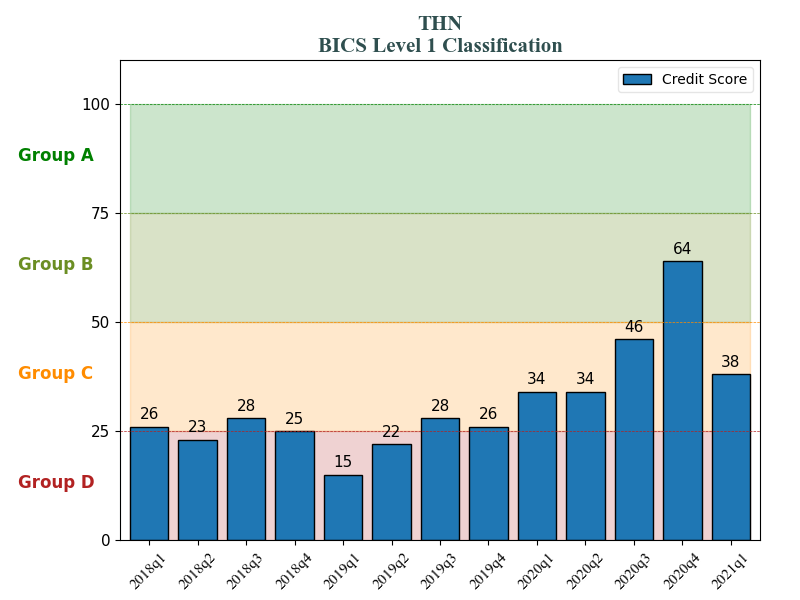 THN
BICS Level 1 Classification
Credit Score
100
Group A
75
Group B
64
50
46
Group C
38
34
34
28
28
26
26
25
25
23
22
15
Group D
0
2018q1
2018q2
2018q3
2018q4
2019q1
2019q2
2019q3
2019q4
2020q1
2020q2
2020q3
2020q4
2021q1